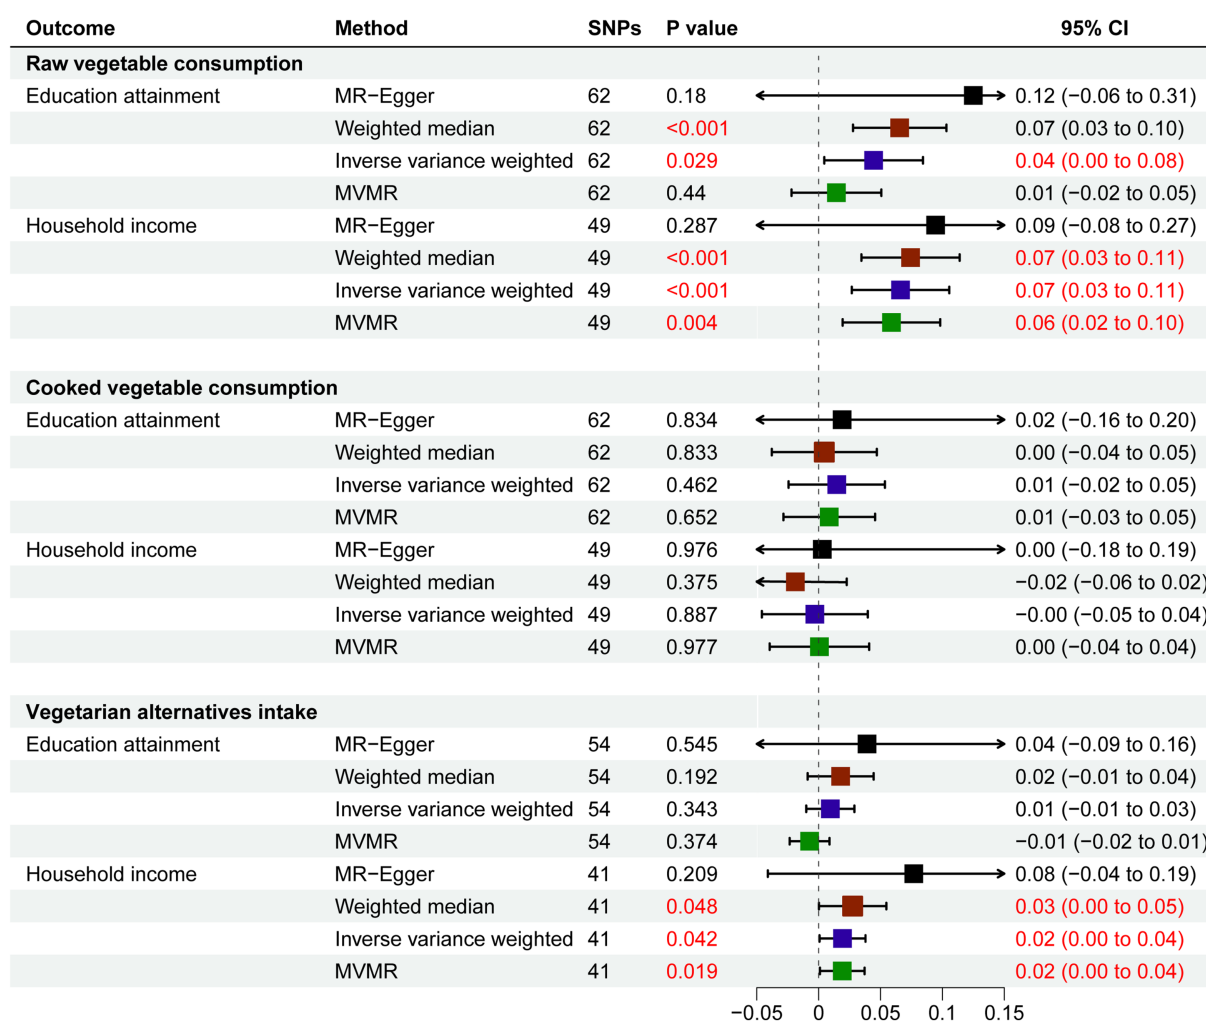 Outcome Method SNPs P value 95% CI
Raw vegetable consumption
Education attainment MR−Egger 62 0.18 0.12 (−0.06 to 0.31)
Weighted median 62 <0.001 0.07 (0.03 to 0.10)
Inverse variance weighted 62 0.029 0.04 (0.00 to 0.08)
MVMR 62 0.44 0.01 (−0.02 to 0.05)
Household income MR−Egger 49 0.287 0.09 (−0.08 to 0.27)
Weighted median 49 <0.001 0.07 (0.03 to 0.11)
Inverse variance weighted 49 <0.001 0.07 (0.03 to 0.11)
MVMR 49 0.004 0.06 (0.02 to 0.10)
Cooked vegetable consumption
Education attainment MR−Egger 62 0.834 0.02 (−0.16 to 0.20)
Weighted median 62 0.833 0.00 (−0.04 to 0.05)
Inverse variance weighted 62 0.462 0.01 (−0.02 to 0.05)
MVMR 62 0.652 0.01 (−0.03 to 0.05)
Household income MR−Egger 49 0.976 0.00 (−0.18 to 0.19)
Weighted median 49 0.375 −0.02 (−0.06 to 0.02)
Inverse variance weighted 49 0.887 −0.00 (−0.05 to 0.04)
MVMR 49 0.977 0.00 (−0.04 to 0.04)
Vegetarian alternatives intake
Education attainment MR−Egger 54 0.545 0.04 (−0.09 to 0.16)
Weighted median 54 0.192 0.02 (−0.01 to 0.04)
Inverse variance weighted 54 0.343 0.01 (−0.01 to 0.03)
MVMR 54 0.374 −0.01 (−0.02 to 0.01)
Household income MR−Egger 41 0.209 0.08 (−0.04 to 0.19)
Weighted median 41 0.048 0.03 (0.00 to 0.05)
Inverse variance weighted 41 0.042 0.02 (0.00 to 0.04)
MVMR 41 0.019 0.02 (0.00 to 0.04)
−0.05 0 0.05 0.1 0.15